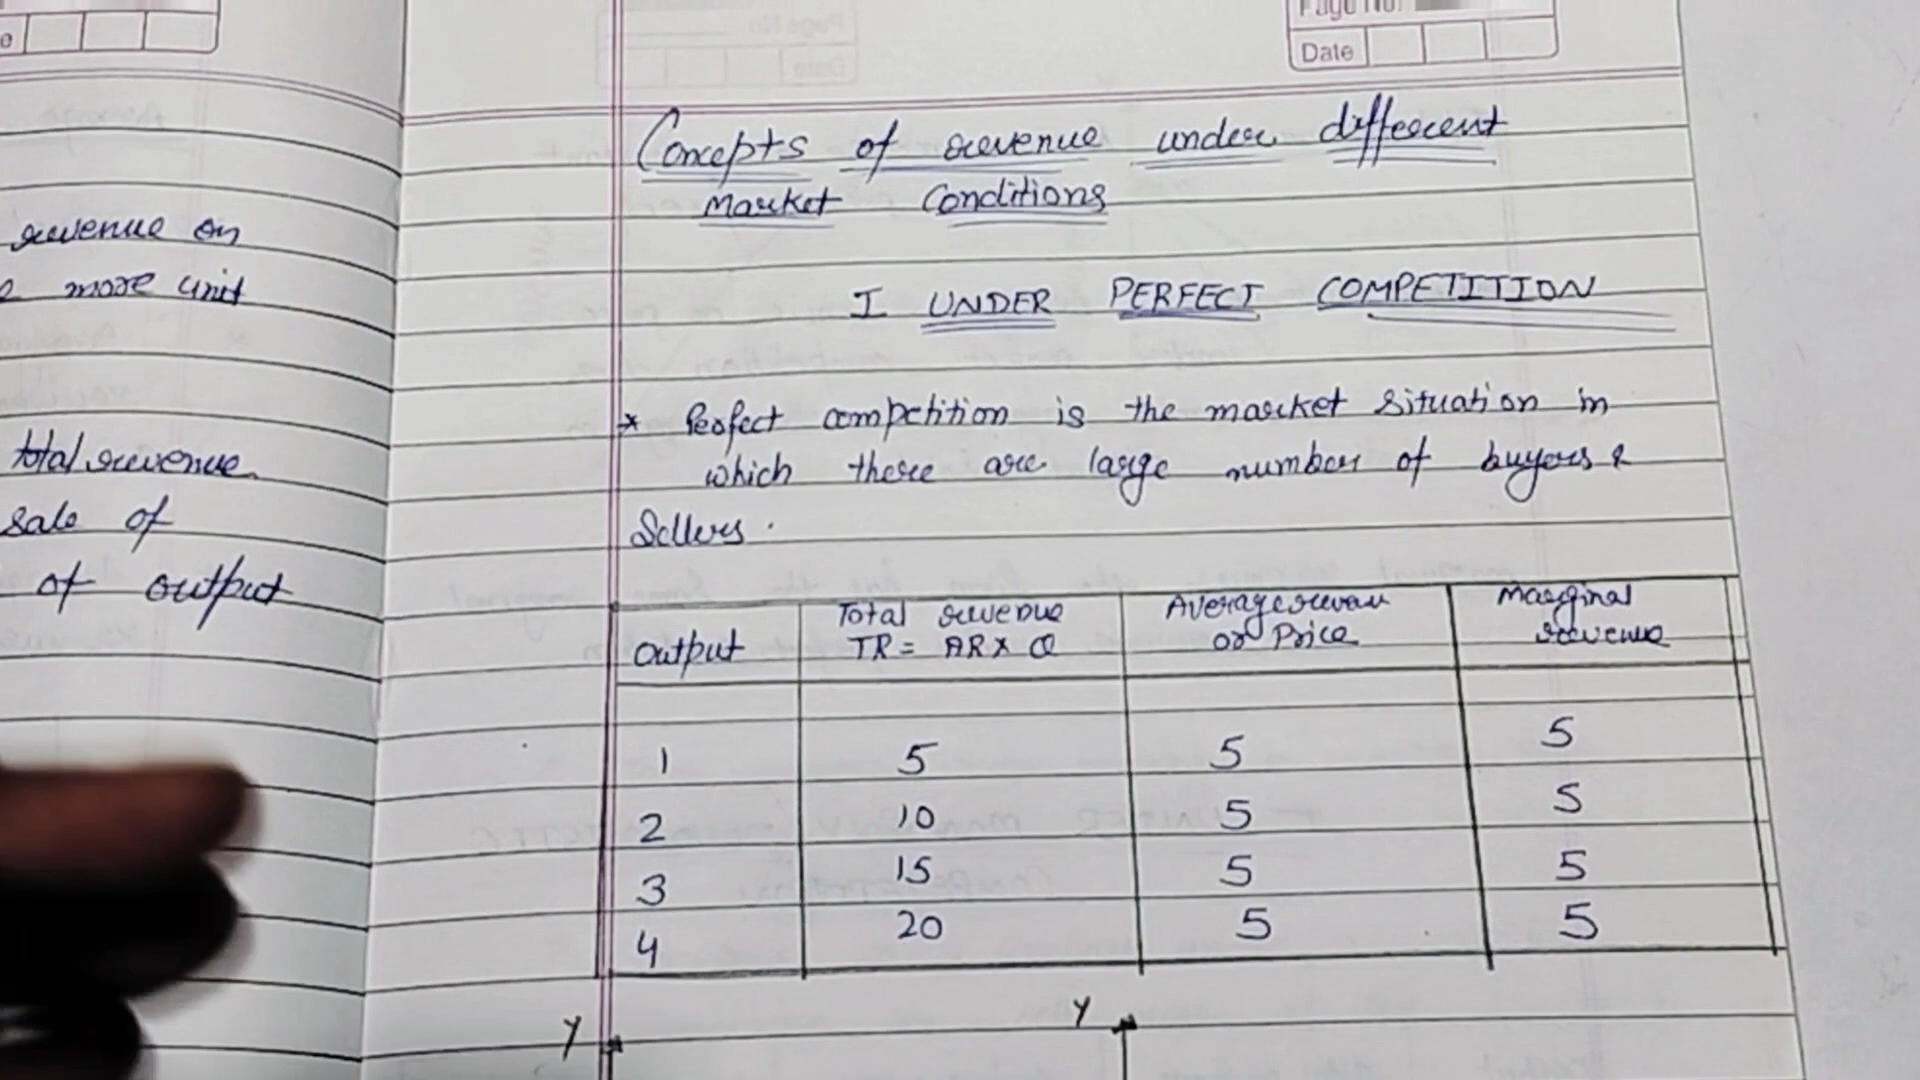 Page No.
Date
revenue on
more unit
total revenue
sale of
of output
Concepts of revenue under different
Market Conditions
I UNDER PERFECT COMPETITION
* Perfect competition is the market situation in
which there are large number of buyers &
Sellers.
Output | Total revenue TR = AR x Q | Average revenue or Price | Marginal revenue
1 5 5 5
2 10 5 5
3 15 5 5
4 20 5 5
Y Y